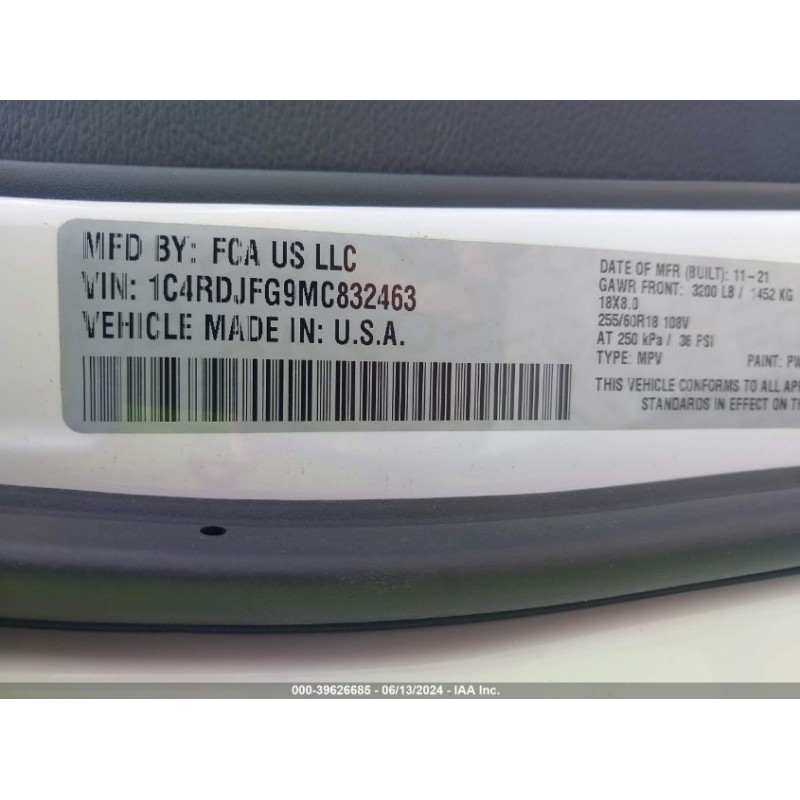 MFD BY: FCA US LLC
VIN: 1C4RDJFG9MC832463
VEHICLE MADE IN: U.S.A.
DATE OF MFR (BUILT): 11-21
GAWR FRONT: 3200 LB / 1452 KG
18X8.0
255/60R18 108V
AT 250 kPa / 36 PSI
TYPE: MPV PAINT: PW
THIS VEHICLE CONFORMS TO ALL AP
STANDARDS IN EFFECT ON T
000-39626685 - 06/13/2024 - IAA Inc.